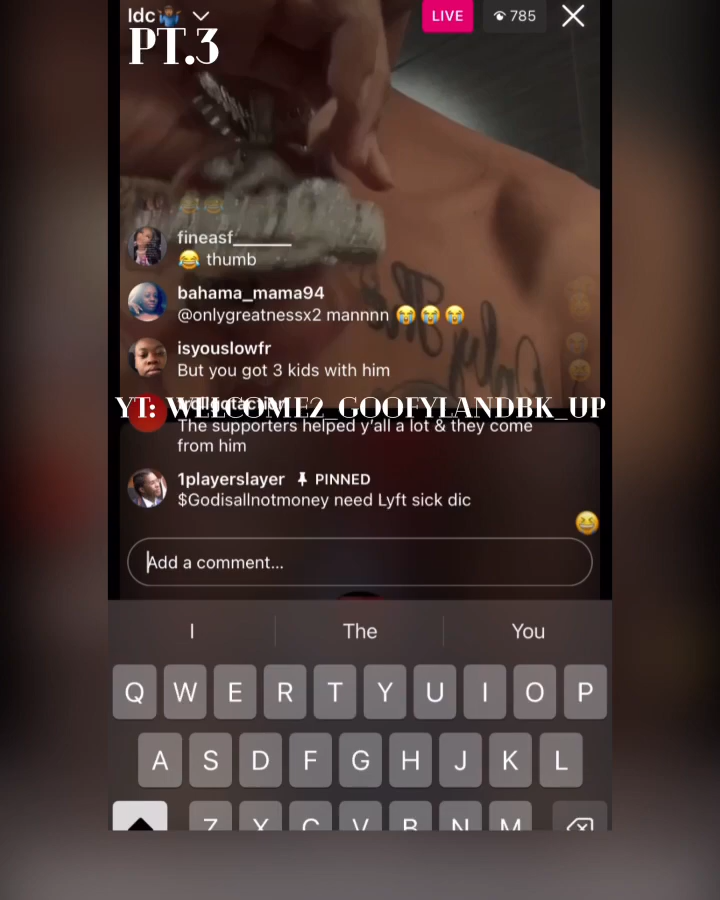 ldc🤷🏾‍♂️
LIVE
785
PT.3
😂😂
fineasf______
😂 thumb
bahama_mama94
@onlygreatnessx2 mannnn 😭😭😭
isyouslowfr
But you got 3 kids with him
YT: WELCOME2_GOOFYLANDBK_UP
The supporters helped y'all a lot & they come
from him
1playerslayer PINNED
$Godisallnotmoney need Lyft sick dic
Add a comment...
I The You
Q W E R T Y U I O P
A S D F G H J K L
Z X C V B N M